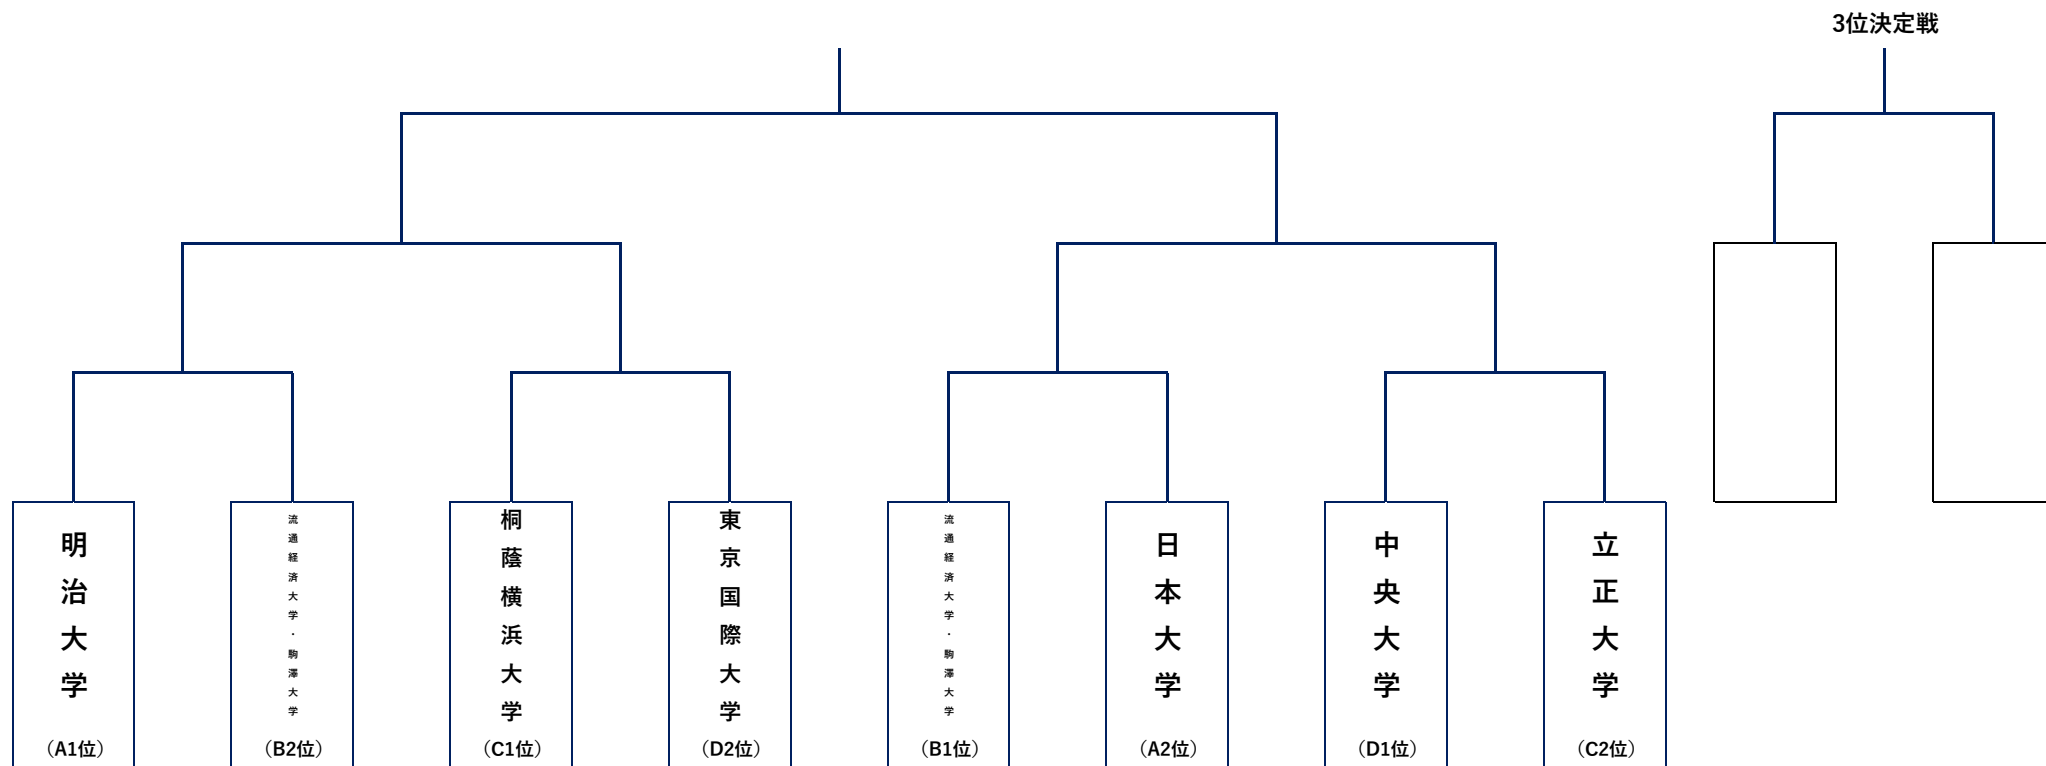 3位決定戦
明治大学
(A1位)
流通経済大学・駒澤大学
(B2位)
桐蔭横浜大学
(C1位)
東京国際大学
(D2位)
流通経済大学・駒澤大学
(B1位)
日本大学
(A2位)
中央大学
(D1位)
立正大学
(C2位)